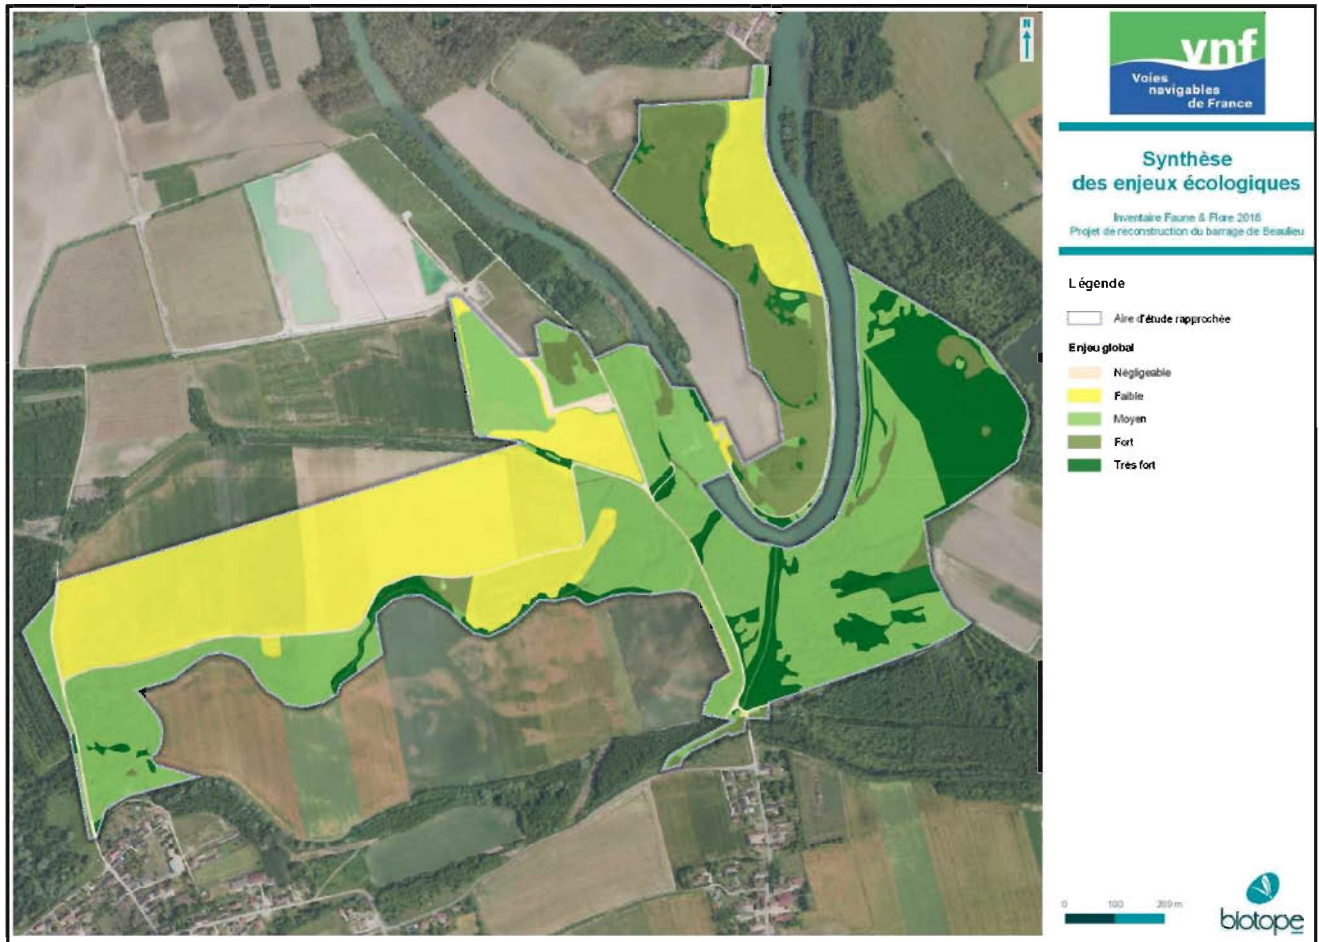 N
vnf
Voies
navigables
de France
Synthèse
des enjeux écologiques
Inventaire Faune & Flore 2016
Projet de reconstruction du barrage de Beaulieu
Légende
Aire d'étude rapprochée
Enjeu global
Négligeable
Faible
Moyen
Fort
Très fort
0 100 200 m
biotope